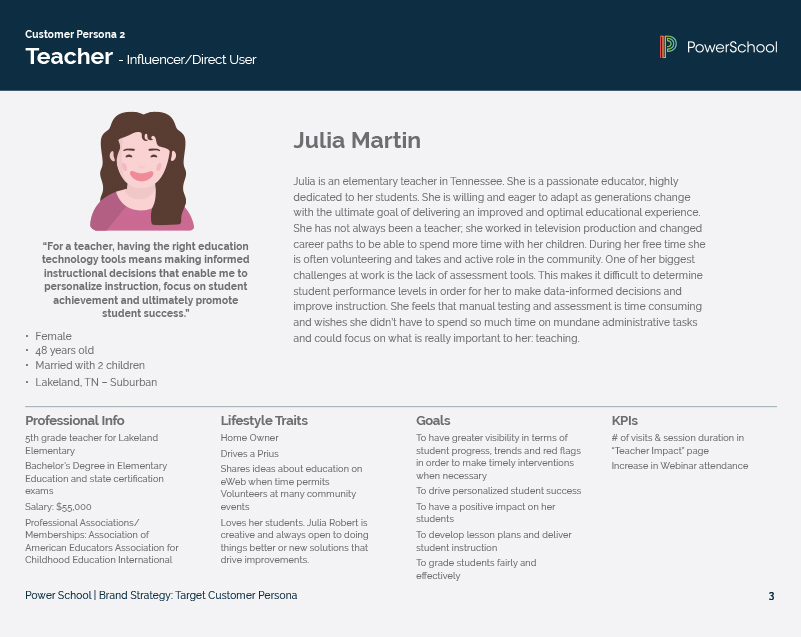 Customer Persona 2
Teacher - Influencer/Direct User
PowerSchool
Julia Martin
Julia is an elementary teacher in Tennessee. She is a passionate educator, highly
dedicated to her students. She is willing and eager to adapt as generations change
with the ultimate goal of delivering an improved and optimal educational experience.
She has not always been a teacher; she worked in television production and changed
career paths to be able to spend more time with her children. During her free time she
is often volunteering and takes and active role in the community. One of her biggest
challenges at work is the lack of assessment tools. This makes it difficult to determine
student performance levels in order for her to make data-informed decisions and
improve instruction. She feels that manual testing and assessment is time consuming
and wishes she didn't have to spend so much time on mundane administrative tasks
and could focus on what is really important to her: teaching.
“For a teacher, having the right education
technology tools means making informed
instructional decisions that enable me to
personalize instruction, focus on student
achievement and ultimately promote
student success.”
• Female
• 48 years old
• Married with 2 children
• Lakeland, TN – Suburban
Professional Info
5th grade teacher for Lakeland
Elementary
Bachelor's Degree in Elementary
Education and state certification
exams
Salary: $55,000
Professional Associations/
Memberships: Association of
American Educators Association for
Childhood Education International
Lifestyle Traits
Home Owner
Drives a Prius
Shares ideas about education on
eWeb when time permits
Volunteers at many community
events
Loves her students. Julia Robert is
creative and always open to doing
things better or new solutions that
drive improvements.
Goals
To have greater visibility in terms of
student progress, trends and red flags
in order to make timely interventions
when necessary
To drive personalized student success
To have a positive impact on her
students
To develop lesson plans and deliver
student instruction
To grade students fairly and
effectively
KPIs
# of visits & session duration in
"Teacher Impact" page
Increase in Webinar attendance
Power School | Brand Strategy: Target Customer Persona
3